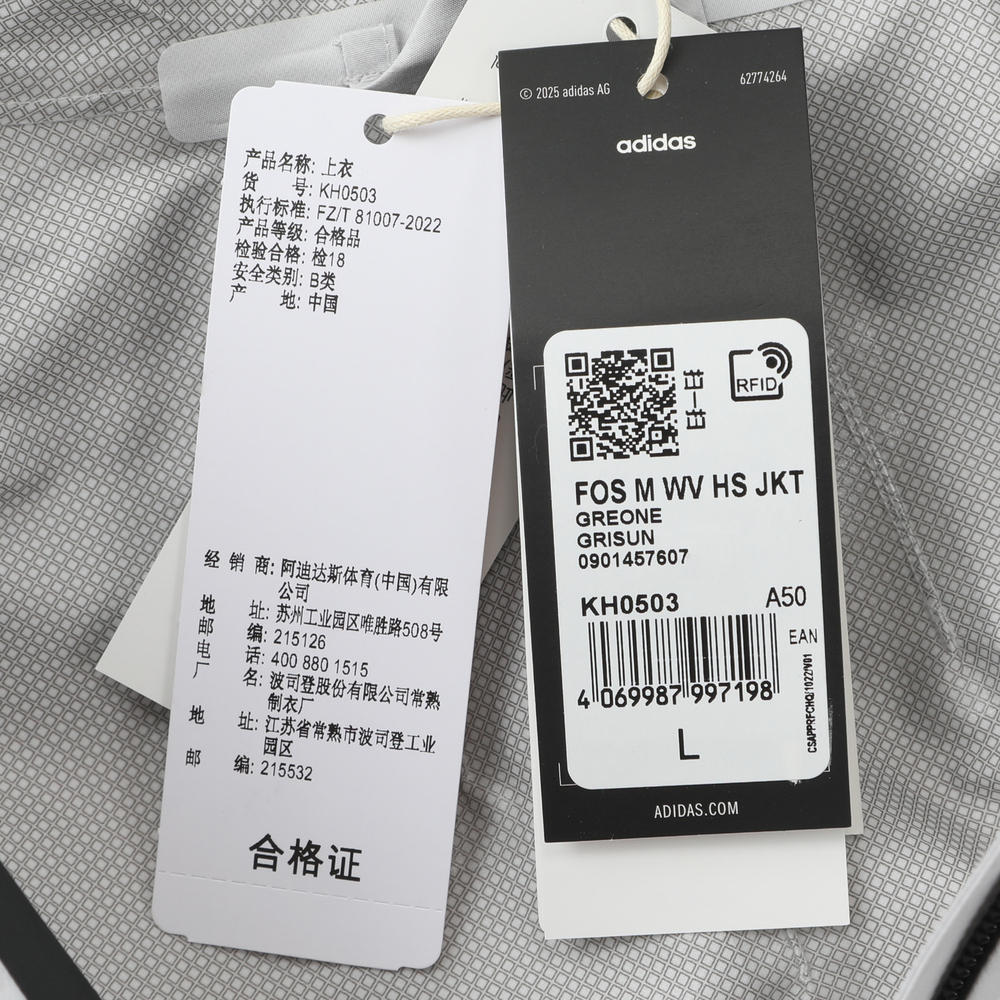 产品名称: 上衣
货 号: KH0503
执行标准: FZ/T 81007-2022
产品等级: 合格品
检验合格: 检18
安全类别: B类
产 地: 中国
经 销 商: 阿迪达斯体育(中国)有限
公司
地 址: 苏州工业园区唯胜路508号
邮 编: 215126
电 话: 400 880 1515
厂 名: 波司登股份有限公司常熟
制衣厂
地 址: 江苏省常熟市波司登工业
园区
邮 编: 215532
合格证
© 2025 adidas AG
62774264
adidas
扫一扫
RFID
FOS M WV HS JKT
GREONE
GRISUN
0901457607
KH0503 A50
EAN
4 069987 997198
CSAPPRFCHQ/1022/V01
L
ADIDAS.COM